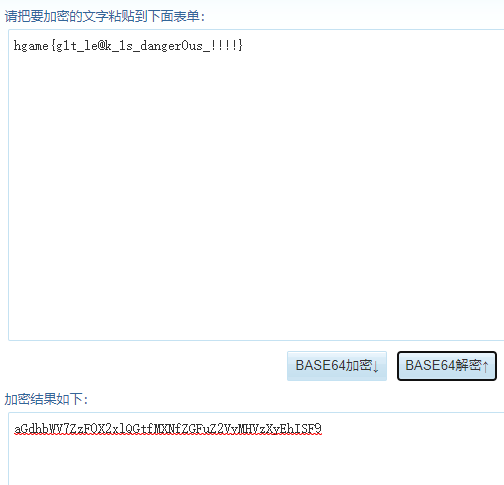 请把要加密的文字粘贴到下面表单：
hgame{g1t_le@k_1s_danger0us_!!!!}
BASE64加密↓ BASE64解密↑
加密结果如下：
aGdhbWV7ZzF0X2xlQGtfMXNfZGFuZ2VyMHVzXyEhISF9